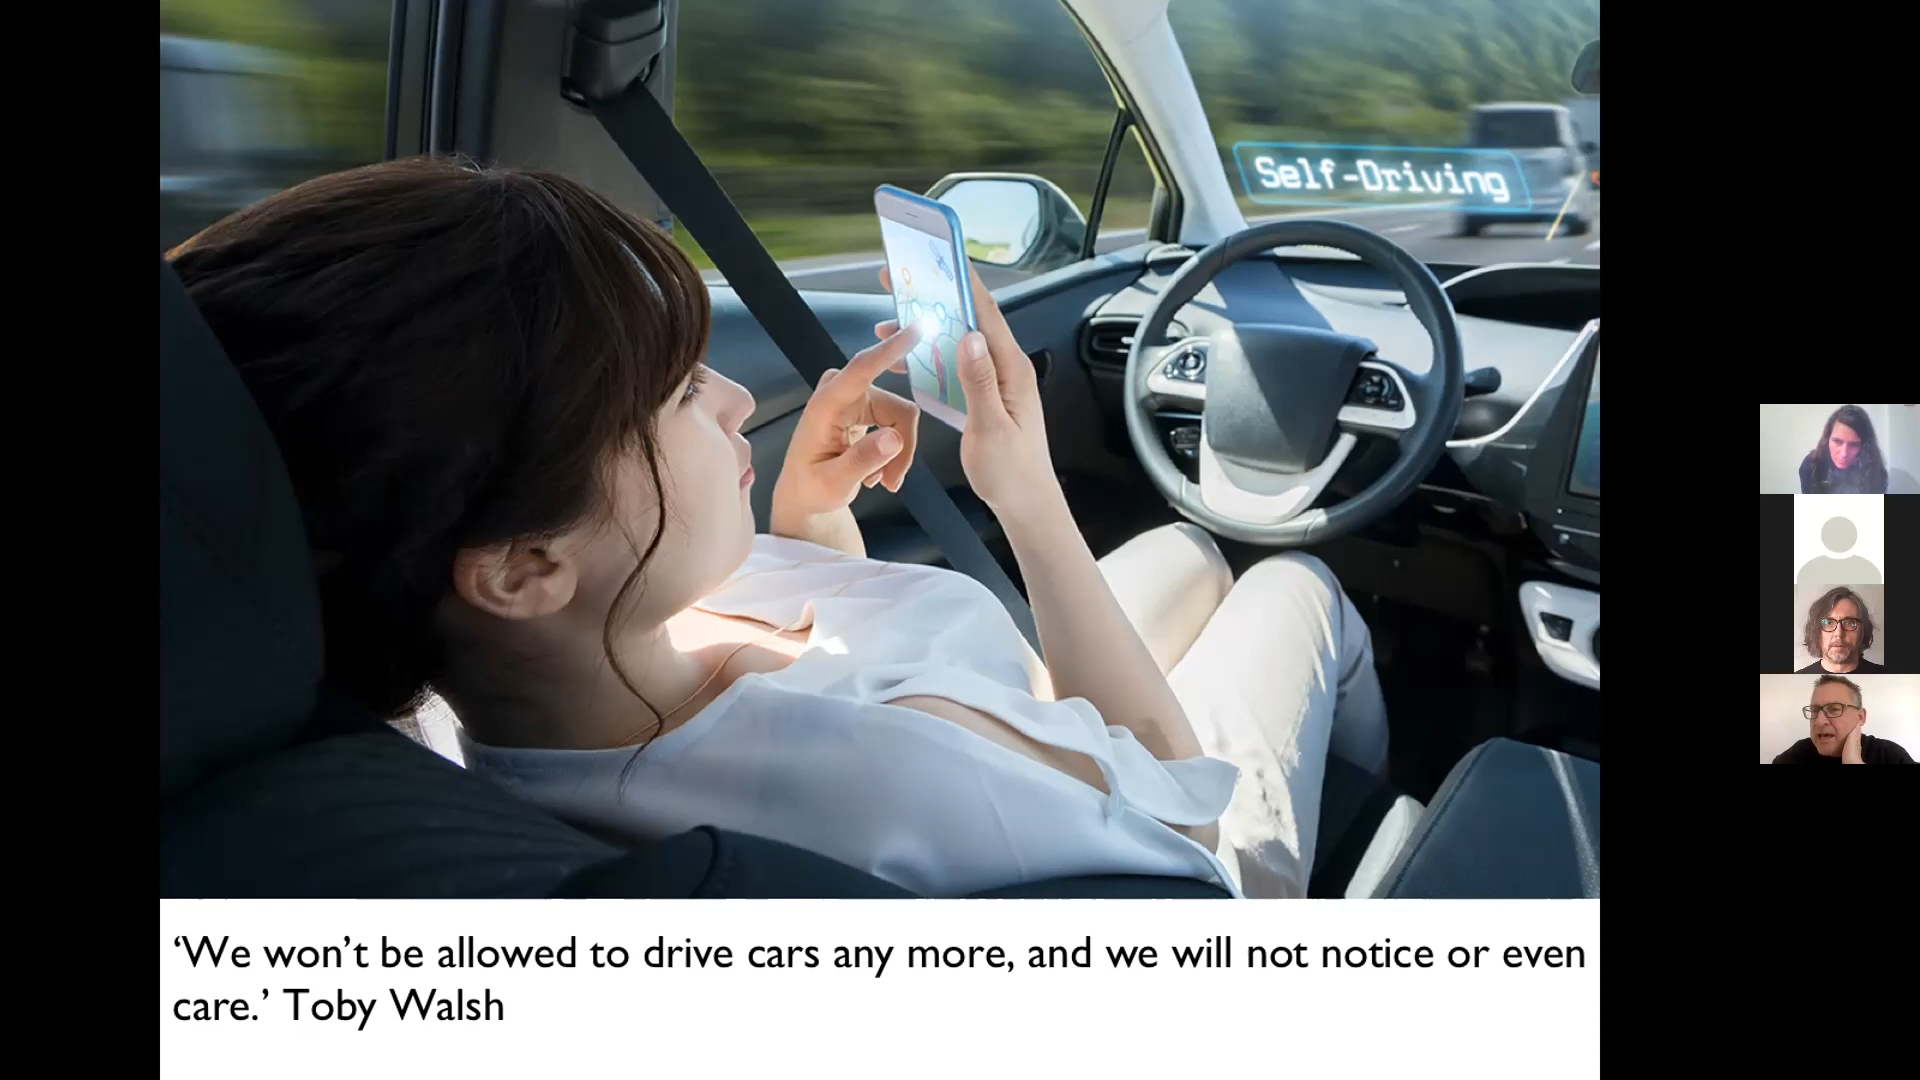 Self-Driving
‘We won’t be allowed to drive cars any more, and we will not notice or even
care.’ Toby Walsh